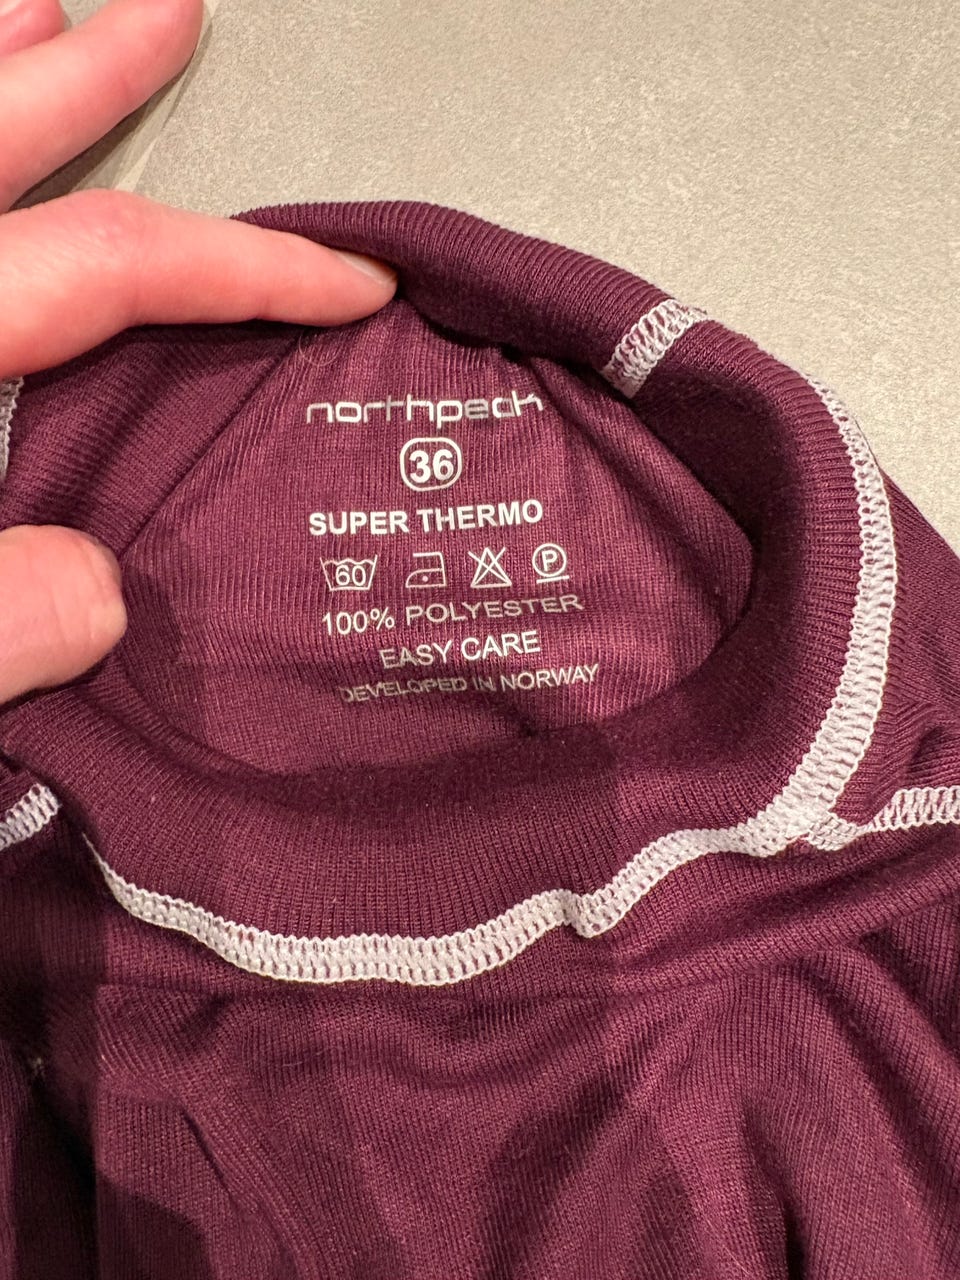 northpeak
36
SUPER THERMO
60 P
100% POLYESTER
EASY CARE
DEVELOPED IN NORWAY